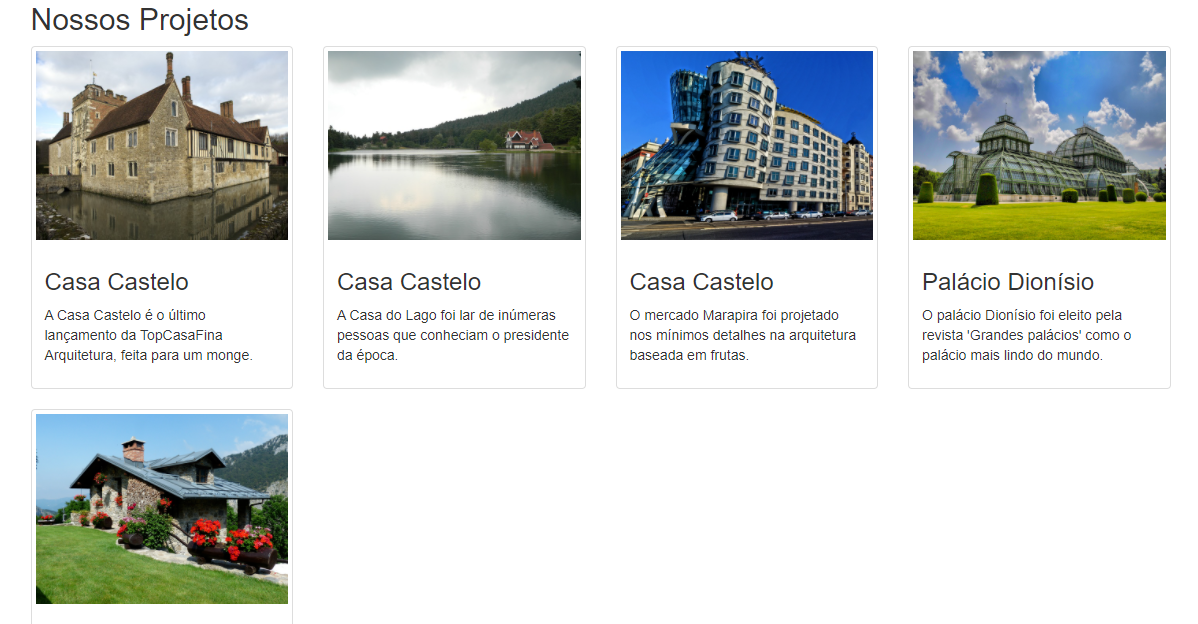 Nossos Projetos
Casa Castelo
A Casa Castelo é o último
lançamento da TopCasaFina
Arquitetura, feita para um monge.
Casa Castelo
A Casa do Lago foi lar de inúmeras
pessoas que conheciam o presidente
da época.
Casa Castelo
O mercado Marapira foi projetado
nos mínimos detalhes na arquitetura
baseada em frutas.
Palácio Dionísio
O palácio Dionísio foi eleito pela
revista 'Grandes palácios' como o
palácio mais lindo do mundo.